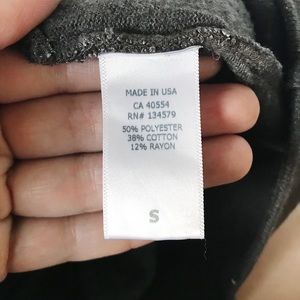 MADE IN USA
CA 40554
RN# 134579
50% POLYESTER
38% COTTON
12% RAYON
S